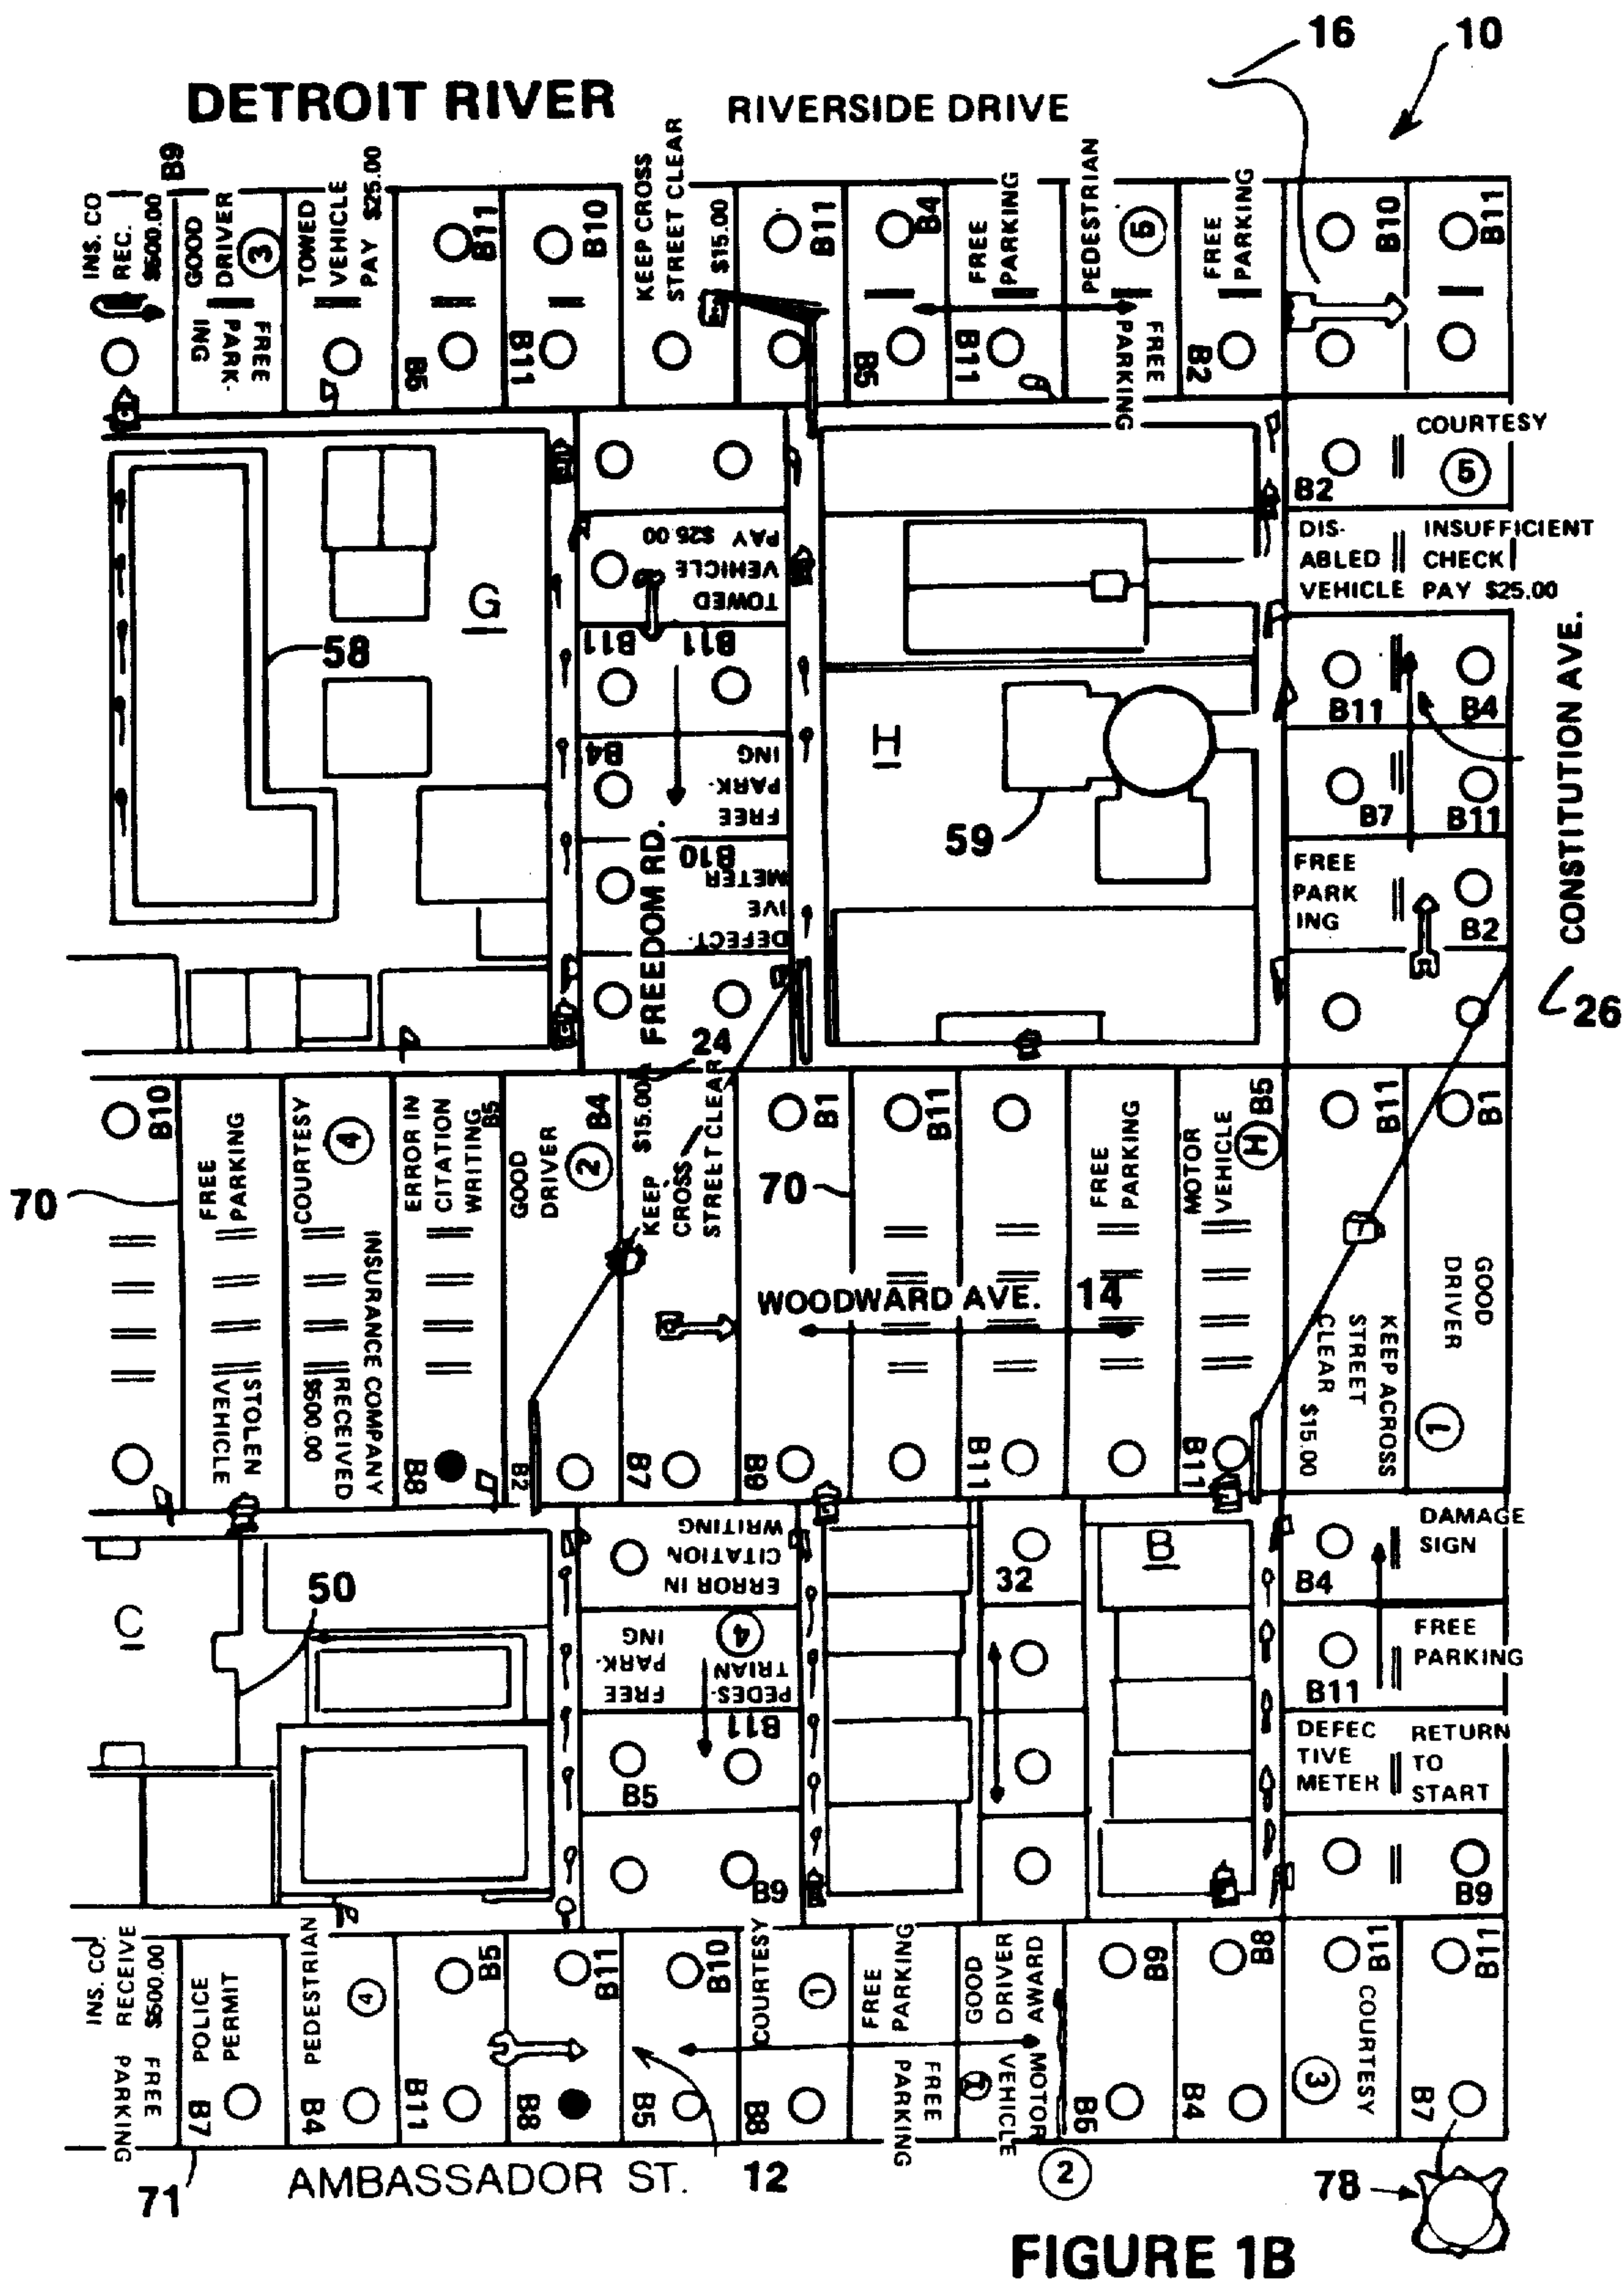 16
10
DETROIT RIVER
RIVERSIDE DRIVE
INS. CO
REC.
$500.00
B9
GOOD
DRIVER
3
FREE
PARK-
ING
TOWED
VEHICLE
PAY $25.00
B11
B5
B10
B11
KEEP CROSS
STREET CLEAR
$15.00
B11
B4
B5
FREE
PARKING
B11
PEDESTRIAN
5
FREE
PARKING
FREE
PARKING
B2
B10
B11
COURTESY
5
B2
DIS-
ABLED
VEHICLE
INSUFFICIENT
CHECK
PAY $25.00
B11
B4
B7
B11
FREE
PARK
ING
B2
CONSTITUTION AVE.
26
G
58
TOWED
VEHICLE
PAY $25.00
B11
B11
B4
FREE
PARK-
ING
B10
DEFECT-
IVE
METER
FREEDOM RD.
24
H
59
B10
FREE
PARKING
STOLEN
VEHICLE
COURTESY
4
INSURANCE COMPANY
RECEIVED
$500.00
ERROR IN
CITATION
WRITING
B5
B8
GOOD
DRIVER
2
B4
B2
KEEP
CROSS
STREET CLEAR
$15.00
B7
B1
B9
70
70
B11
B11
FREE
PARKING
MOTOR
VEHICLE
H
B5
B11
WOODWARD AVE.
14
B11
KEEP ACROSS
STREET
CLEAR
$15.00
B1
GOOD
DRIVER
1
C
50
ERROR IN
CITATION
WRITING
4
PEDES-
TRIAN
FREE
PARK-
ING
B11
B5
B9
32
B
DAMAGE
SIGN
B4
FREE
PARKING
B11
DEFEC
TIVE
METER
RETURN
TO
START
B9
INS. CO.
RECEIVE
$500.00
FREE
PARKING
POLICE
PERMIT
B7
PEDESTRIAN
4
B4
B5
B11
B11
B8
B10
B5
COURTESY
1
B8
FREE
PARKING
FREE
PARKING
GOOD
DRIVER
AWARD
MOTOR
VEHICLE
2
B9
B8
B4
B11
COURTESY
3
B11
B7
71
AMBASSADOR ST.
12
78
FIGURE 1B